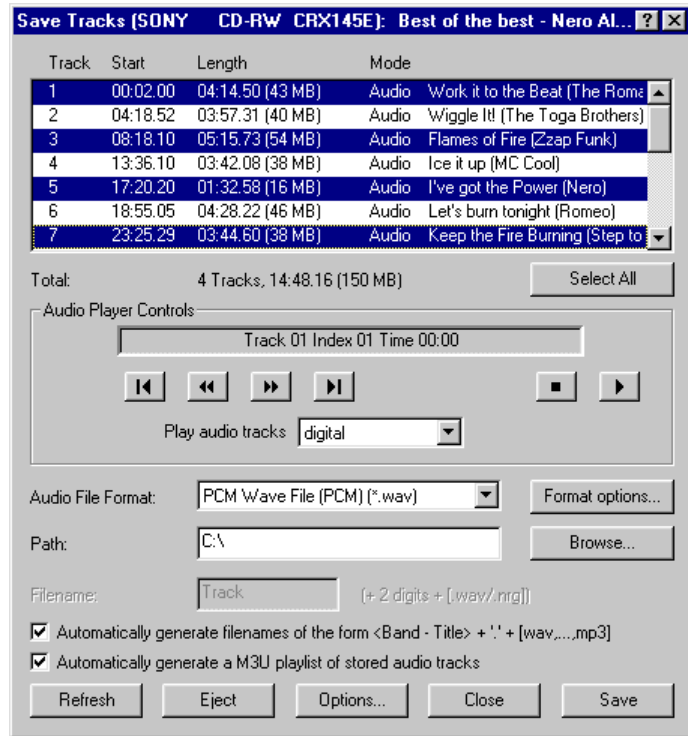 Save Tracks (SONY CD-RW CRX145E): Best of the best - Nero Al... ? X
Track Start Length Mode
1 00:02.00 04:14.50 (43 MB) Audio Work it to the Beat (The Roma
2 04:18.52 03:57.31 (40 MB) Audio Wiggle It! (The Toga Brothers)
3 08:18.10 05:15.73 (54 MB) Audio Flames of Fire (Zzap Funk)
4 13:36.10 03:42.08 (38 MB) Audio Ice it up (MC Cool)
5 17:20.20 01:32.58 (16 MB) Audio I've got the Power (Nero)
6 18:55.05 04:28.22 (46 MB) Audio Let's burn tonight (Romeo)
7 23:25.29 03:44.60 (38 MB) Audio Keep the Fire Burning (Step to
Total: 4 Tracks, 14:48.16 (150 MB) Select All
Audio Player Controls
Track 01 Index 01 Time 00:00
Play audio tracks digital
Audio File Format: PCM Wave File (PCM) (*.wav) Format options...
Path: C:\ Browse...
Filename: Track (+ 2 digits + [.wav/.nrg])
Automatically generate filenames of the form <Band - Title> + '.' + [wav,...,mp3]
Automatically generate a M3U playlist of stored audio tracks
Refresh Eject Options... Close Save